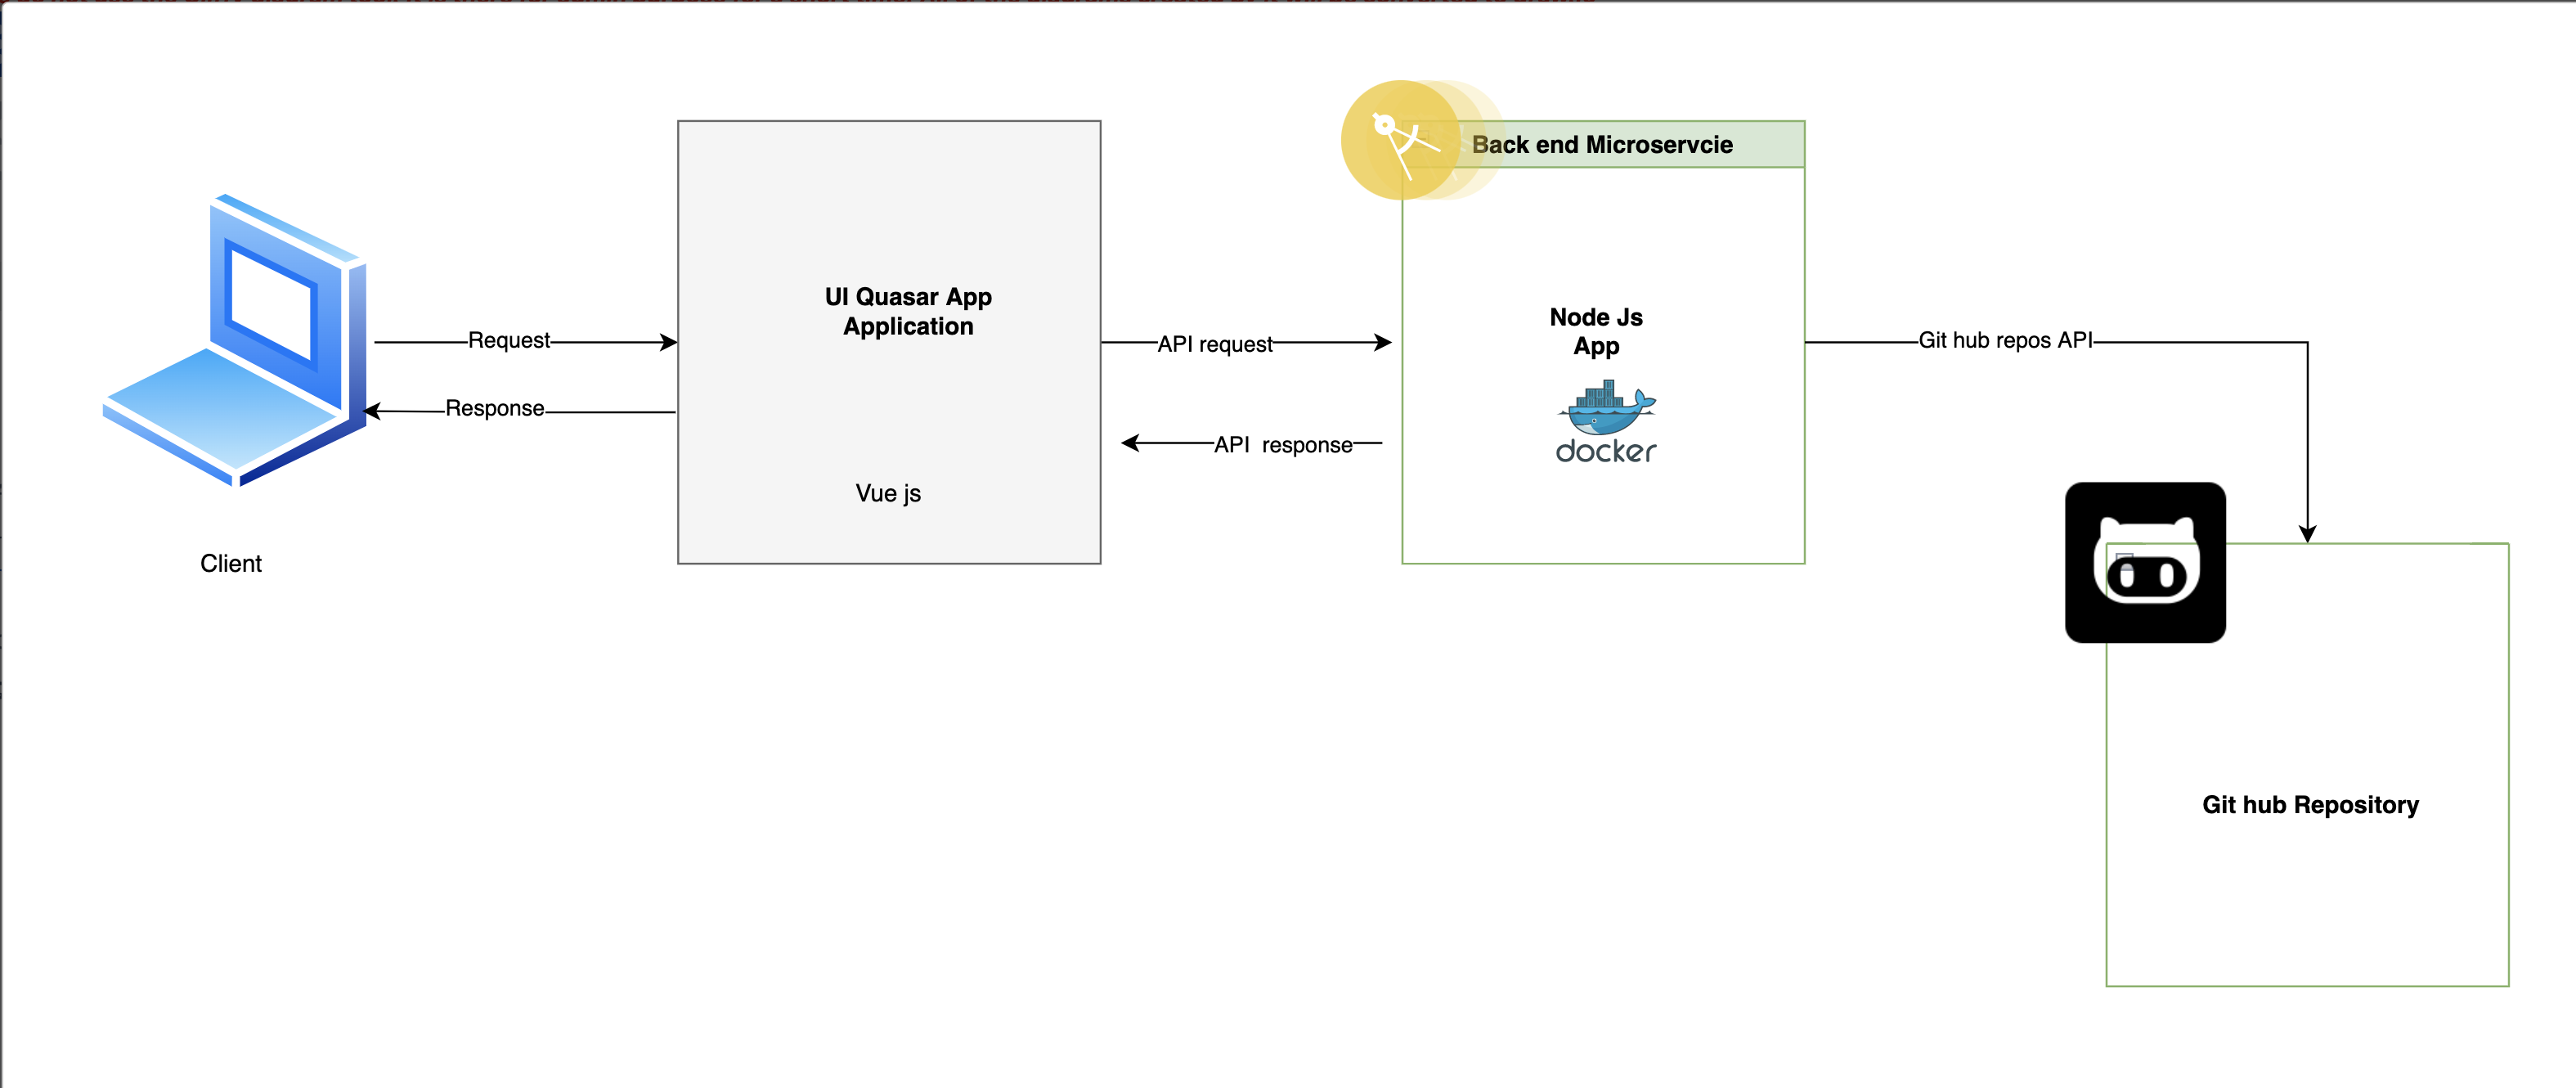 Back end Microservcie
UI Quasar App
Application
Node Js
App
Request
API request
Git hub repos API
Response
API  response
docker
Vue js
Client
Git hub Repository